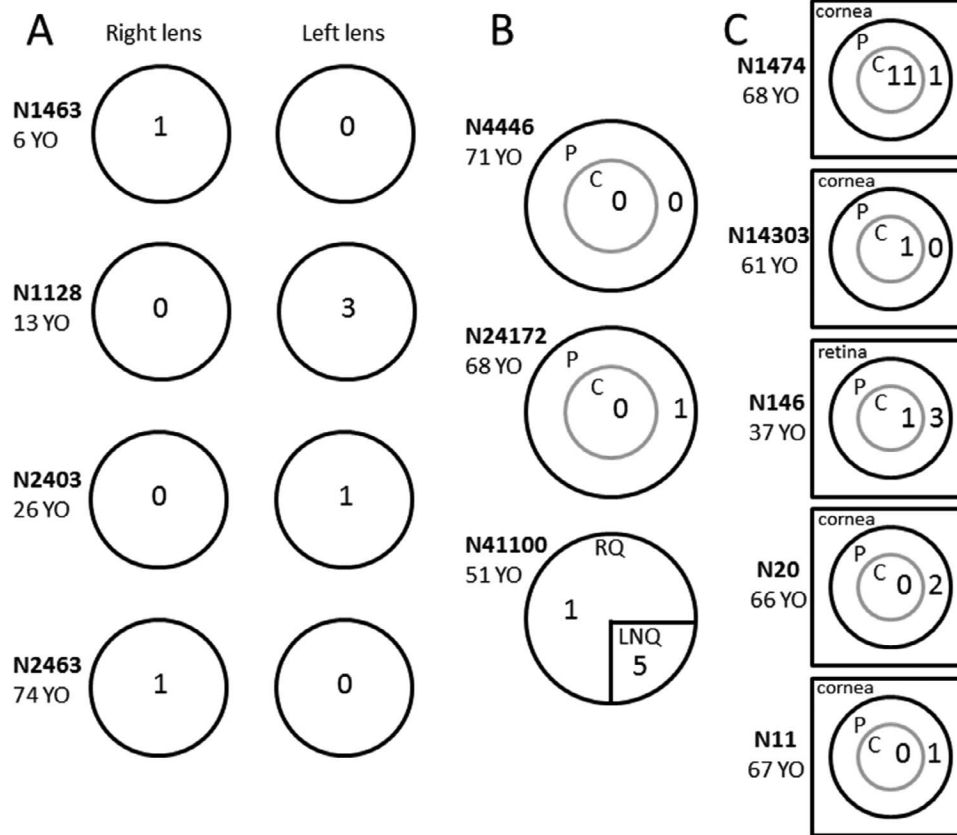 A
Right lens
Left lens
N1463
6 YO
1
0
N1128
13 YO
0
3
N2403
26 YO
0
1
N2463
74 YO
1
0
B
N4446
71 YO
P
C
0
0
N24172
68 YO
P
C
0
1
N41100
51 YO
RQ
1
LNQ
5
C
cornea
N1474
68 YO
P
C
11
1
cornea
N14303
61 YO
P
C
1
0
retina
N146
37 YO
P
C
1
3
cornea
N20
66 YO
P
C
0
2
cornea
N11
67 YO
P
C
0
1